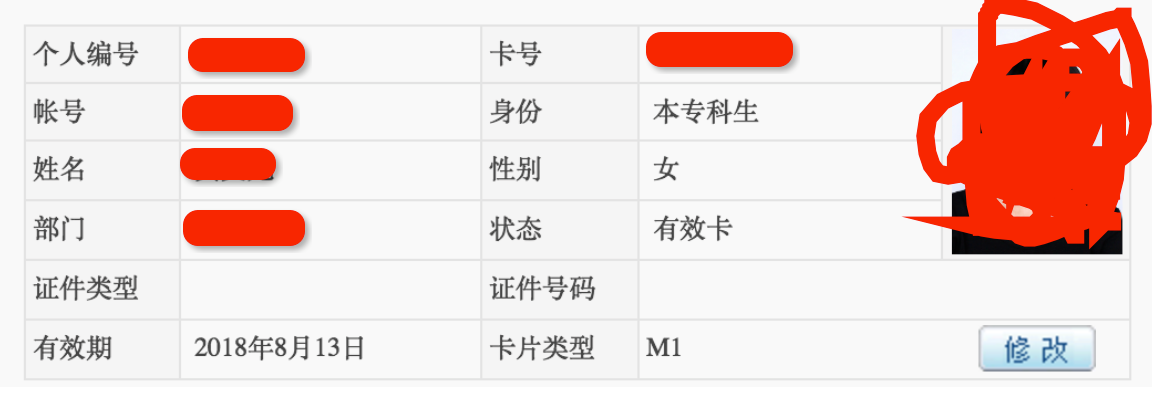 个人编号 卡号
帐号 身份 本专科生
姓名 性别 女
部门 状态 有效卡
证件类型 证件号码
有效期 2018年8月13日 卡片类型 M1 修改